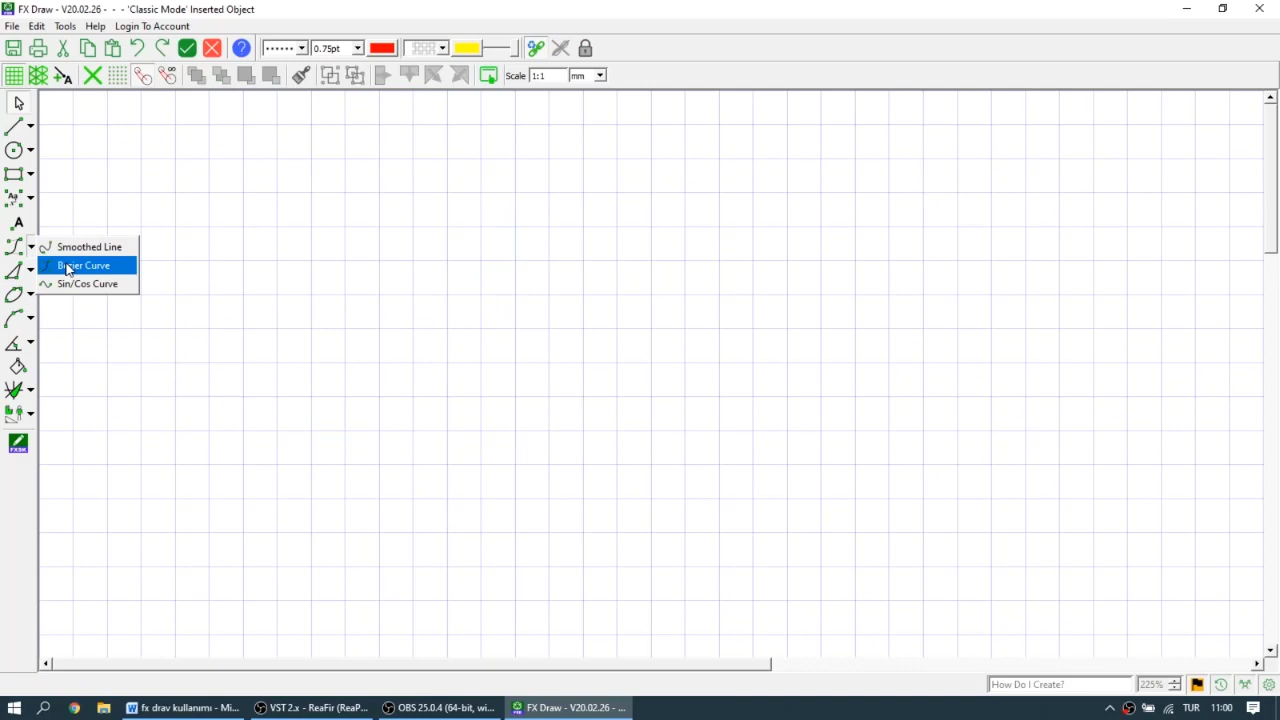 FX Draw - V20.02.26 - - - 'Classic Mode' Inserted Object
File Edit Tools Help Login To Account
0.75pt
A Scale 1:1 mm
A
Smoothed Line
Bezier Curve
Sin/Cos Curve
How Do I Create? 225%
fx drav kullanımı - Mi... VST 2.x - ReaFir (ReaP... OBS 25.0.4 (64-bit, wi... FX Draw - V20.02.26 - ... TUR 11:00